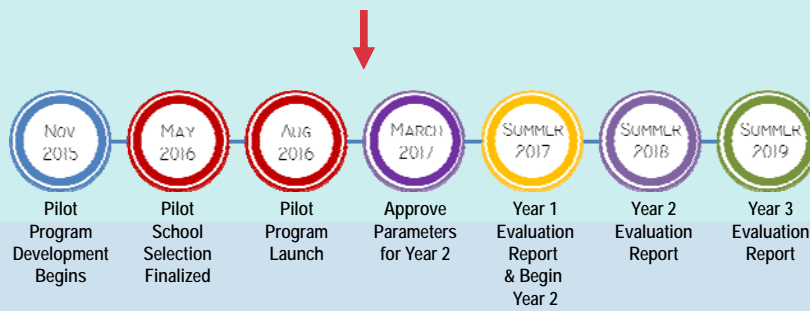 Nov
2015
May
2016
Aug
2016
March
2017
Summer
2017
Summer
2018
Summer
2019
Pilot
Program
Development
Begins
Pilot
School
Selection
Finalized
Pilot
Program
Launch
Approve
Parameters
for Year 2
Year 1
Evaluation
Report
& Begin
Year 2
Year 2
Evaluation
Report
Year 3
Evaluation
Report